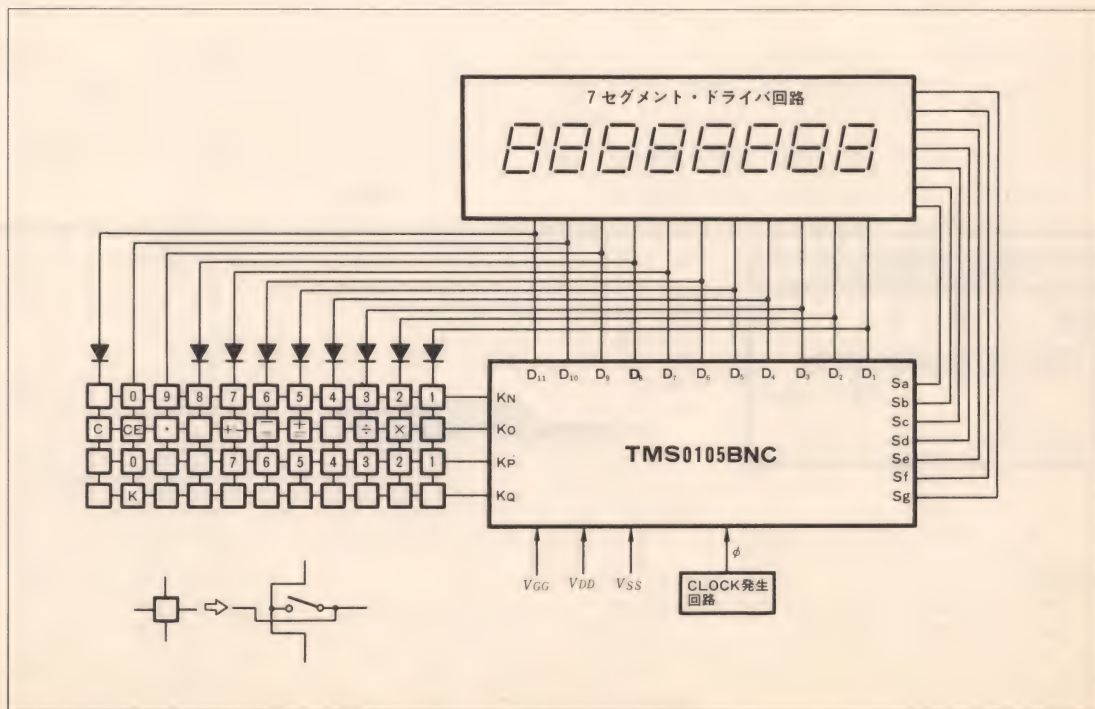 7セグメント・ドライバ回路
D₁₁ D₁₀ D₉ D₈ D₇ D₆ D₅ D₄ D₃ D₂ D₁
0 9 8 7 6 5 4 3 2 1 KN
C CE · +− − = + = ÷ × KO
0 7 6 5 4 3 2 1 KP
K KQ
TMS0105BNC
Sa
Sb
Sc
Sd
Se
Sf
Sg
VGG VDD VSS φ
CLOCK発生
回路